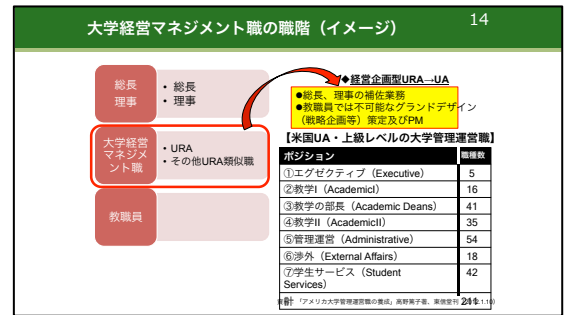 大学経営マネジメント職の職階（イメージ）
14
総長
理事
• 総長
• 理事
大学経営
マネジメ
ント職
• URA
• その他URA類似職
教職員
◆経営企画型URA→UA
●総長、理事の補佐業務
●教職員では不可能なグランドデザイン
（戦略企画等）策定及びPM
【米国UA・上級レベルの大学管理運営職】
ポジション 職種数
①エグゼクティブ（Executive） 5
②教学I（AcademicI） 16
③教学の部長（Academic Deans） 41
④教学II（AcademicII） 35
⑤管理運営（Administrative） 54
⑥渉外（External Affairs） 18
⑦学生サービス（Student
Services） 42
計 211
「アメリカ大学管理運営職の養成」高野篤子著、東信堂刊